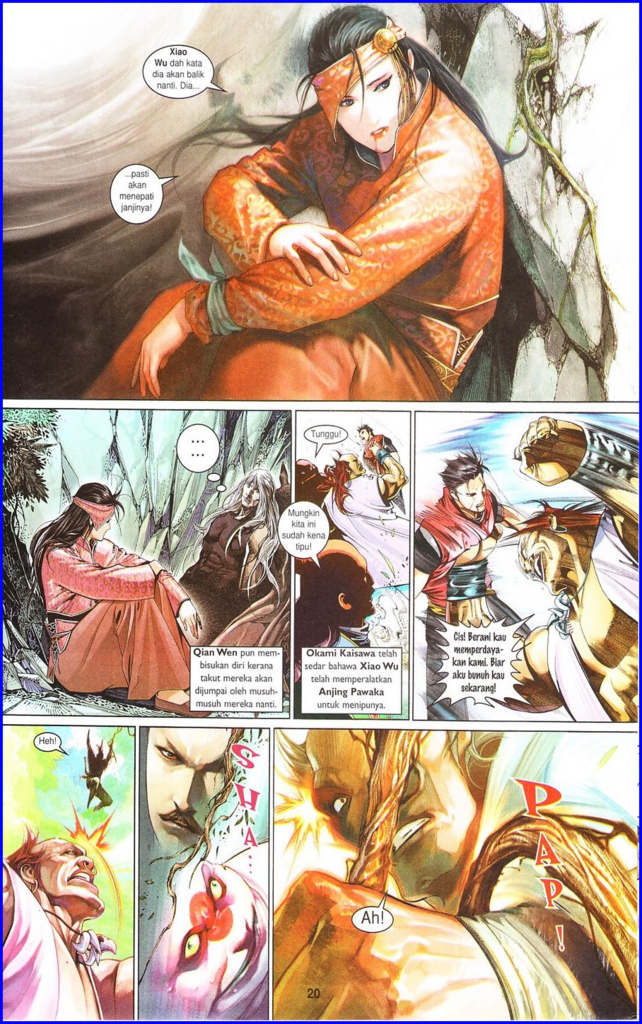 Xiao
Wu dah kata
dia akan balik
nanti. Dia...
...pasti
akan
menepati
janjinya!
...
...
Qian Wen pun mem-
bisukan diri kerana
takut mereka akan
dijumpai oleh musuh-
musuh mereka nanti.
Tunggu!
Mungkin
kita ini
sudah kena
tipu!
Okami Kaisawa telah
sedar bahawa Xiao Wu
telah memperalatkan
Anjing Pawaka
untuk menipunya.
Cis! Berani kau
memperdaya-
kan kami. Biar
aku bunuh kau
sekarang!
Heh!
SHA...
PAP!
Ah!
20